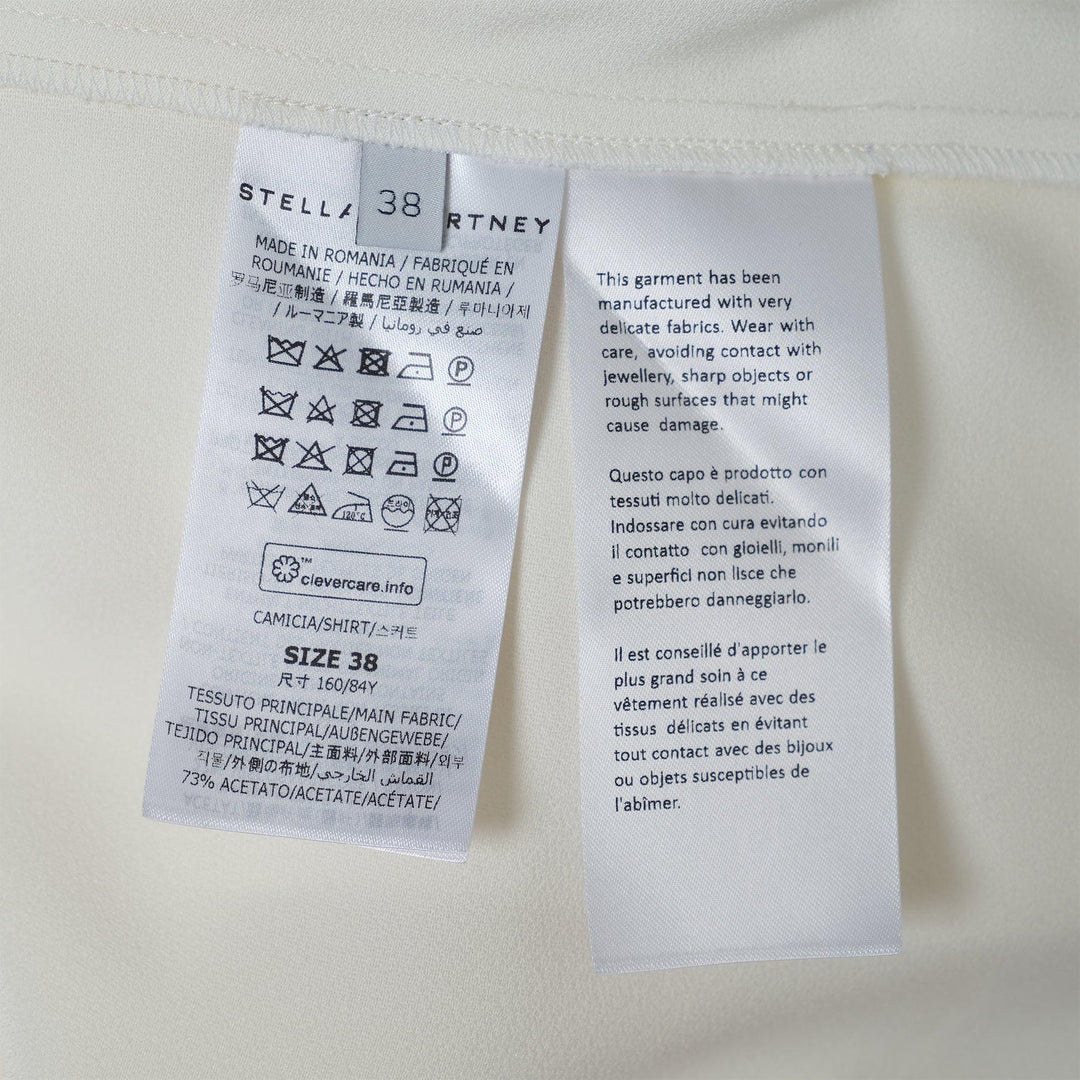 38
STELLA RTNEY
MADE IN ROMANIA / FABRIQUÉ EN
ROUMANIE / HECHO EN RUMANIA /
罗马尼亚制造 / 羅馬尼亞製造 / 루마니아제
/ ルーマニア製 / صنع في رومانيا
P
P
P
120°C
드라이
™
clevercare.info
CAMICIA/SHIRT/스커트
SIZE 38
尺寸 160/84Y
TESSUTO PRINCIPALE/MAIN FABRIC/
TISSU PRINCIPAL/AUßENGEWEBE/
TEJIDO PRINCIPAL/主面料/外部面料/외부
직물/外側の布地/القماش الخارجي/
73% ACETATO/ACETATE/ACÉTATE/
This garment has been
manufactured with very
delicate fabrics. Wear with
care, avoiding contact with
jewellery, sharp objects or
rough surfaces that might
cause damage.
Questo capo è prodotto con
tessuti molto delicati.
Indossare con cura evitando
il contatto con gioielli, monili
e superfici non lisce che
potrebbero danneggiarlo.
Il est conseillé d'apporter le
plus grand soin à ce
vêtement réalisé avec des
tissus délicats en évitant
tout contact avec des bijoux
ou objets susceptibles de
l'abîmer.